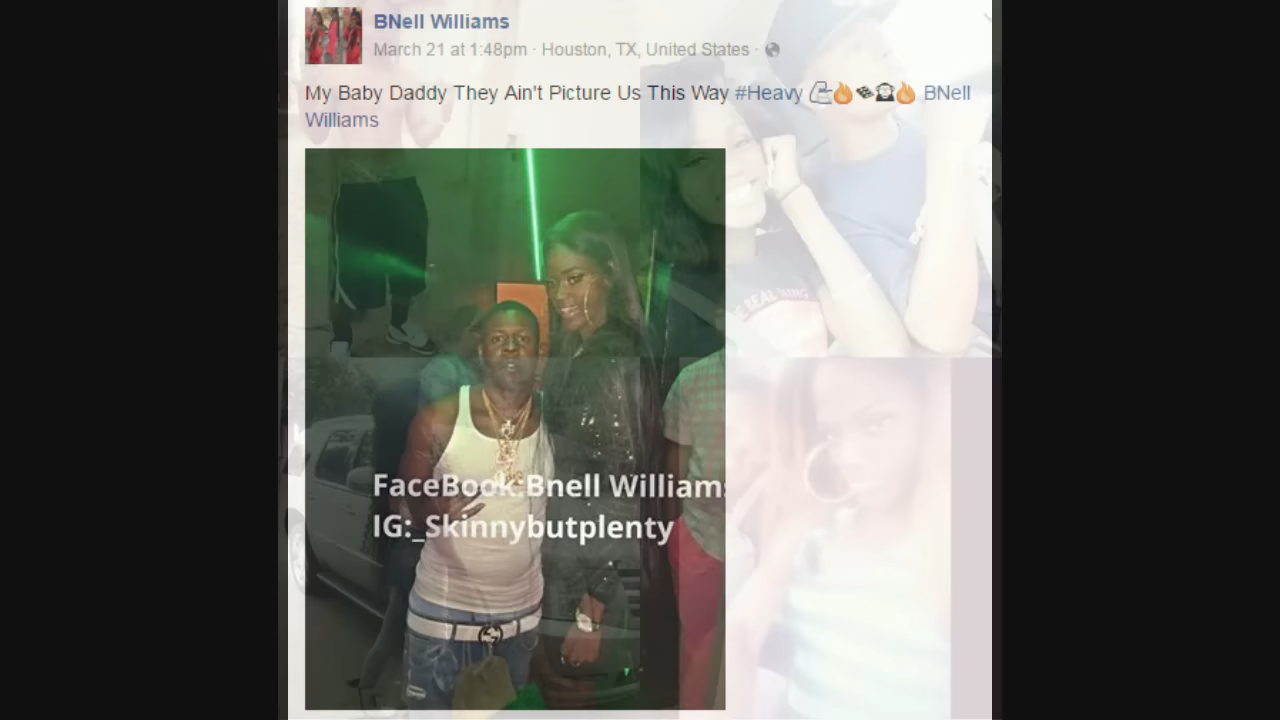 BNell Williams
March 21 at 1:48pm · Houston, TX, United States ·
My Baby Daddy They Ain't Picture Us This Way #Heavy BNell
Williams
FaceBook:Bnell Williams
IG:_Skinnybutplenty
REAL